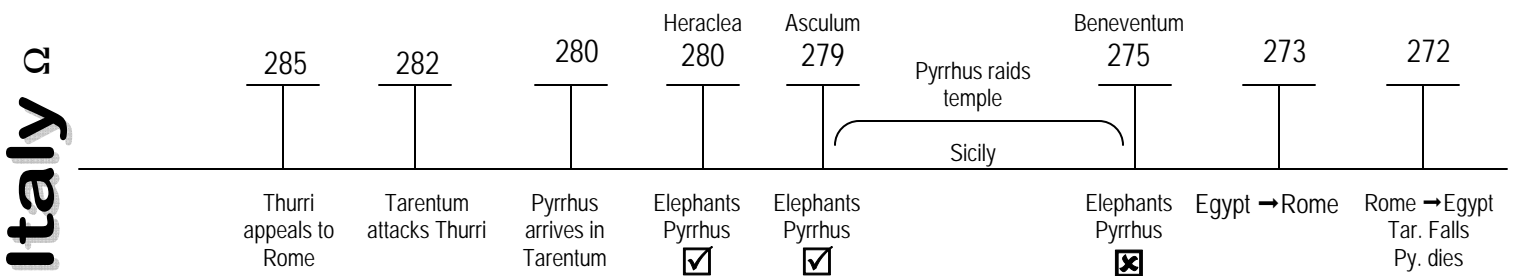 Italy Ω
285
Thurri
appeals to
Rome
282
Tarentum
attacks Thurri
280
Pyrrhus
arrives in
Tarentum
Heraclea
280
Elephants
Pyrrhus
☑
Asculum
279
Elephants
Pyrrhus
☑
Pyrrhus raids
temple
Sicily
Beneventum
275
Elephants
Pyrrhus
☒
273
Egypt →Rome
272
Rome →Egypt
Tar. Falls
Py. dies